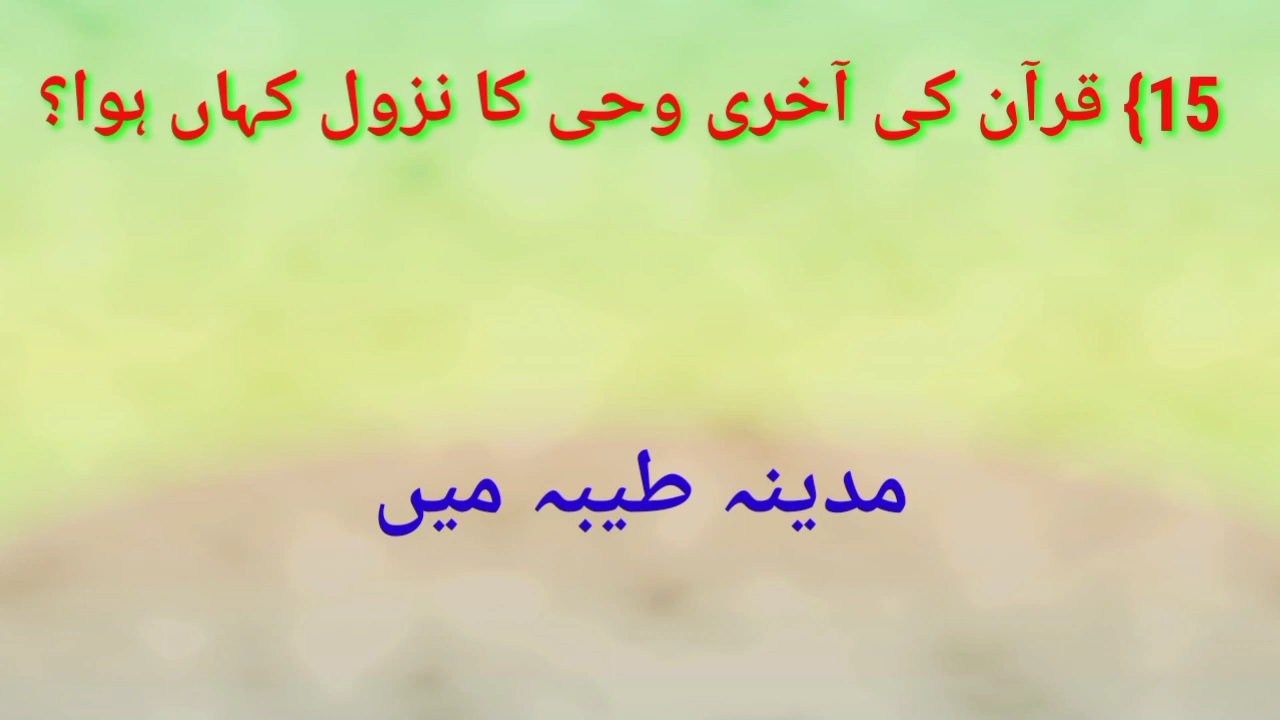 15} قرآن کی آخری وحی کا نزول کہاں ہوا؟
مدینہ طیبہ میں